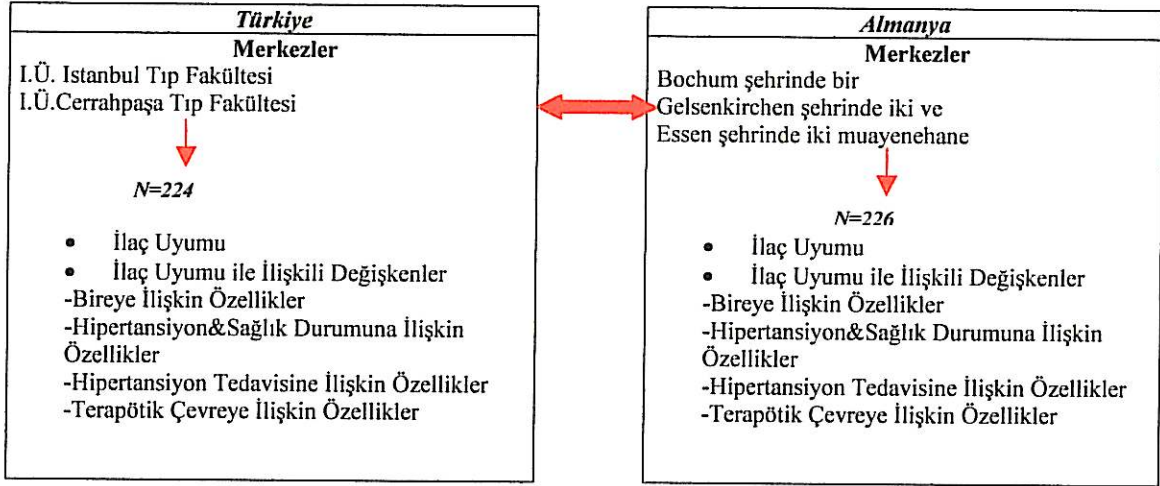 Türkiye
Merkezler
I.Ü. Istanbul Tıp Fakültesi
I.Ü.Cerrahpaşa Tıp Fakültesi
N=224
• İlaç Uyumu
• İlaç Uyumu ile İlişkili Değişkenler
-Bireye İlişkin Özellikler
-Hipertansiyon&Sağlık Durumuna İlişkin
Özellikler
-Hipertansiyon Tedavisine İlişkin Özellikler
-Terapötik Çevreye İlişkin Özellikler
Almanya
Merkezler
Bochum şehrinde bir
Gelsenkirchen şehrinde iki ve
Essen şehrinde iki muayenehane
N=226
• İlaç Uyumu
• İlaç Uyumu ile İlişkili Değişkenler
-Bireye İlişkin Özellikler
-Hipertansiyon&Sağlık Durumuna İlişkin
Özellikler
-Hipertansiyon Tedavisine İlişkin Özellikler
-Terapötik Çevreye İlişkin Özellikler